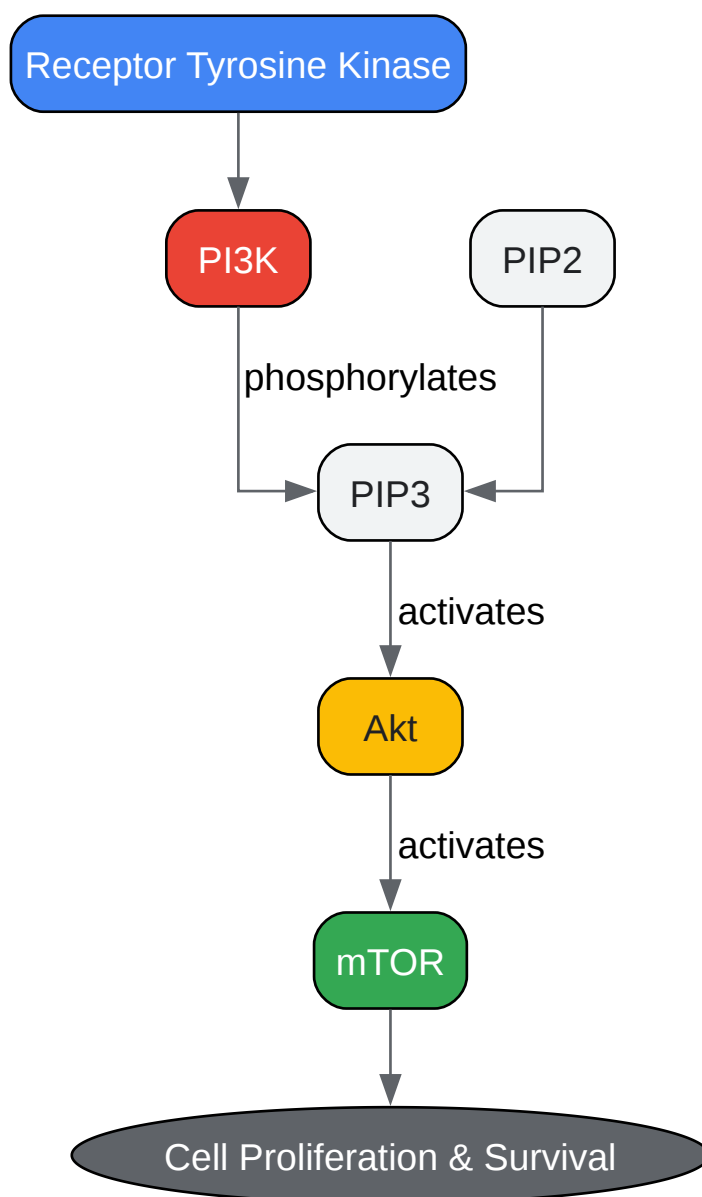 Receptor Tyrosine Kinase
PI3K
PIP2
phosphorylates
PIP3
activates
Akt
activates
mTOR
Cell Proliferation & Survival